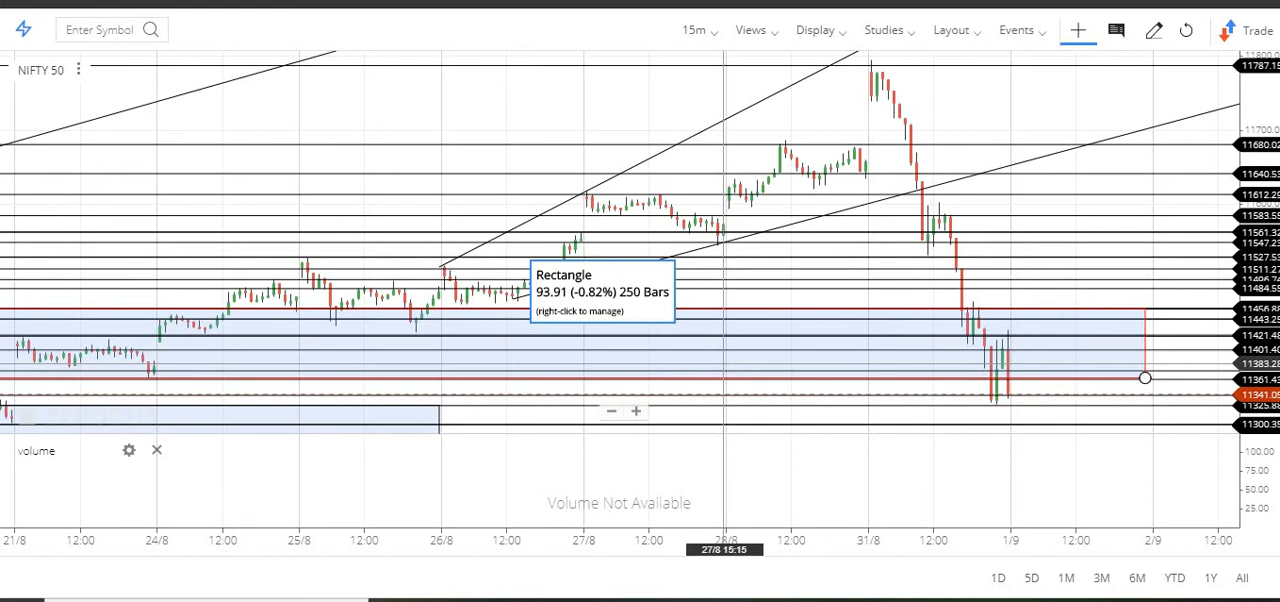 Enter Symbol 15m Views Display Studies Layout Events Trade
NIFTY 50
11787.15
11700.0
11680.02
11640.53
11612.28
11583.55
11561.32
11547.23
11527.53
11511.27
11484.55
11456.88
11443.25
11421.48
11401.40
11383.28
11361.43
11341.05
11325.88
11300.35
Rectangle
93.91 (-0.82%) 250 Bars
(right-click to manage)
volume
Volume Not Available
100.00
75.00
50.00
25.00
21/8 12:00 24/8 12:00 25/8 12:00 26/8 12:00 27/8 12:00 28/8 12:00 31/8 12:00 1/9 12:00 2/9 12:00
27/8 15:15
1D 5D 1M 3M 6M YTD 1Y All